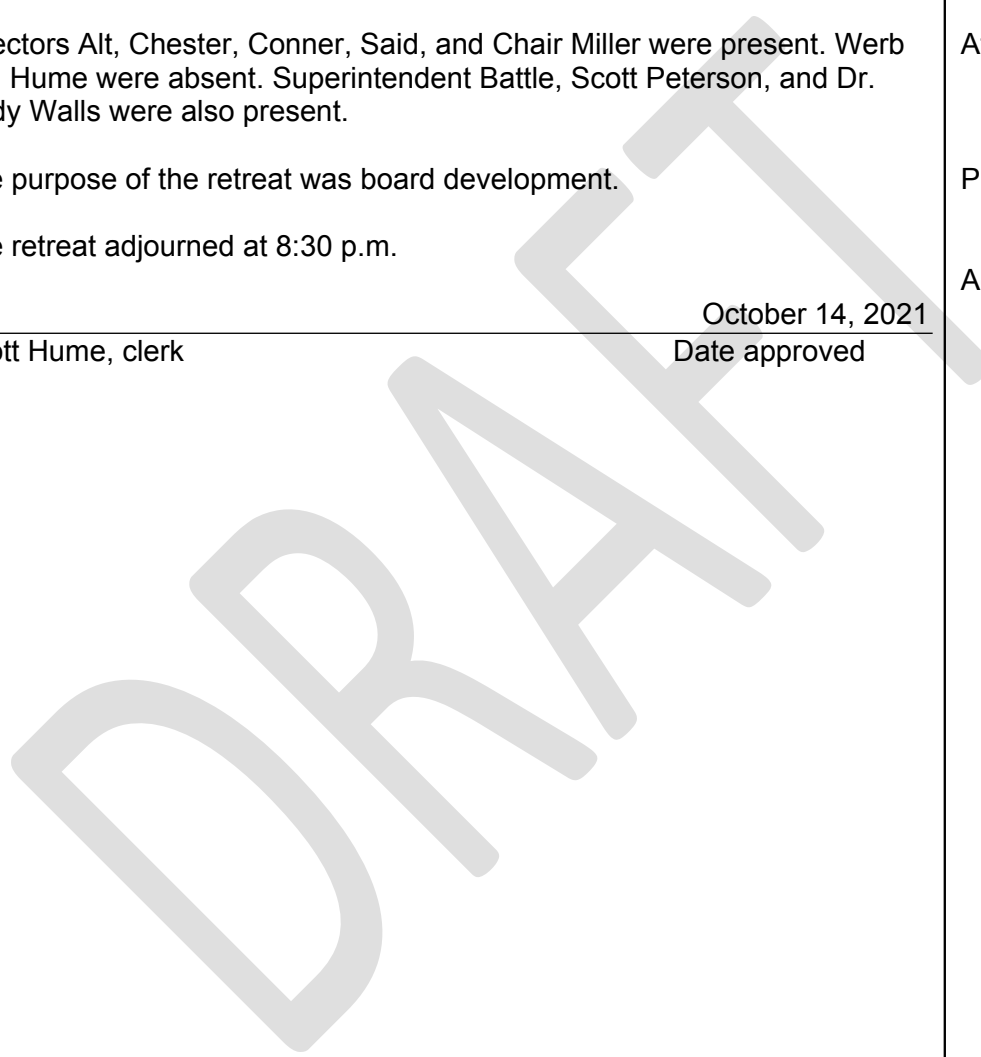 ectors Alt, Chester, Conner, Said, and Chair Miller were present. Werb
Hume were absent. Superintendent Battle, Scott Peterson, and Dr.
dy Walls were also present.
e purpose of the retreat was board development.
e retreat adjourned at 8:30 p.m.
October 14, 2021
ott Hume, clerk Date approved
DRAFT
A
P
A